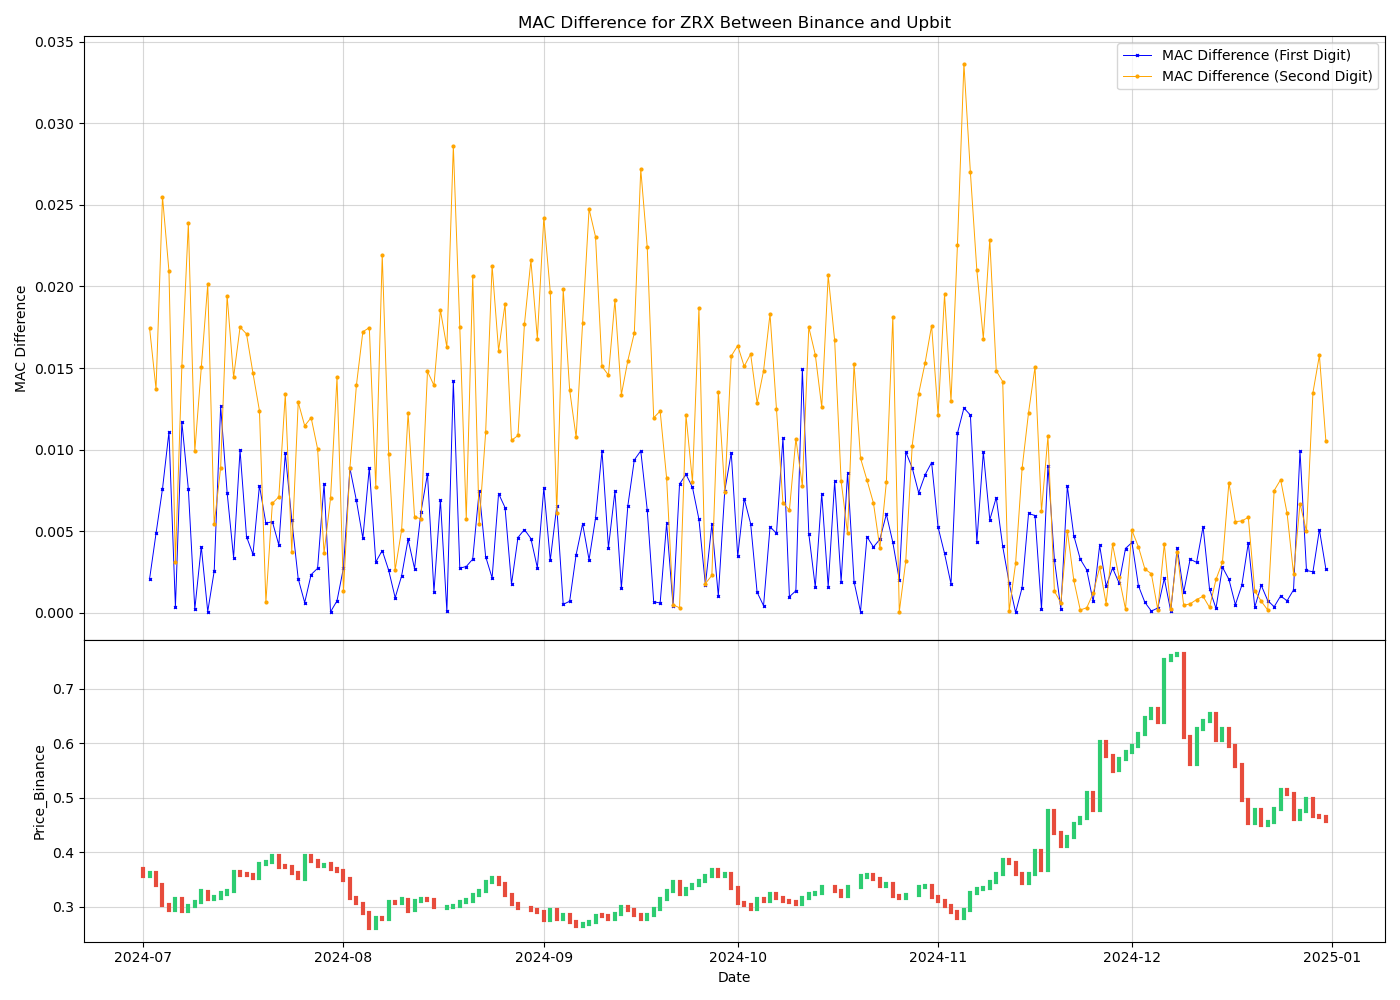 MAC Difference for ZRX Between Binance and Upbit
MAC Difference (First Digit)
MAC Difference (Second Digit)
MAC Difference
0.035
0.030
0.025
0.020
0.015
0.010
0.005
0.000
Price_Binance
0.7
0.6
0.5
0.4
0.3
2024-07 2024-08 2024-09 2024-10 2024-11 2024-12 2025-01
Date